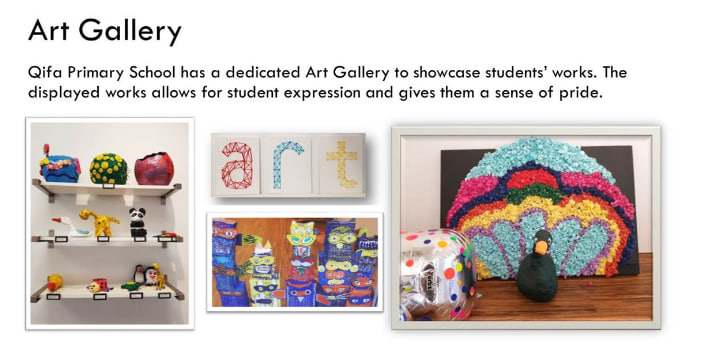 Art Gallery
Qifa Primary School has a dedicated Art Gallery to showcase students' works. The
displayed works allows for student expression and gives them a sense of pride.
art